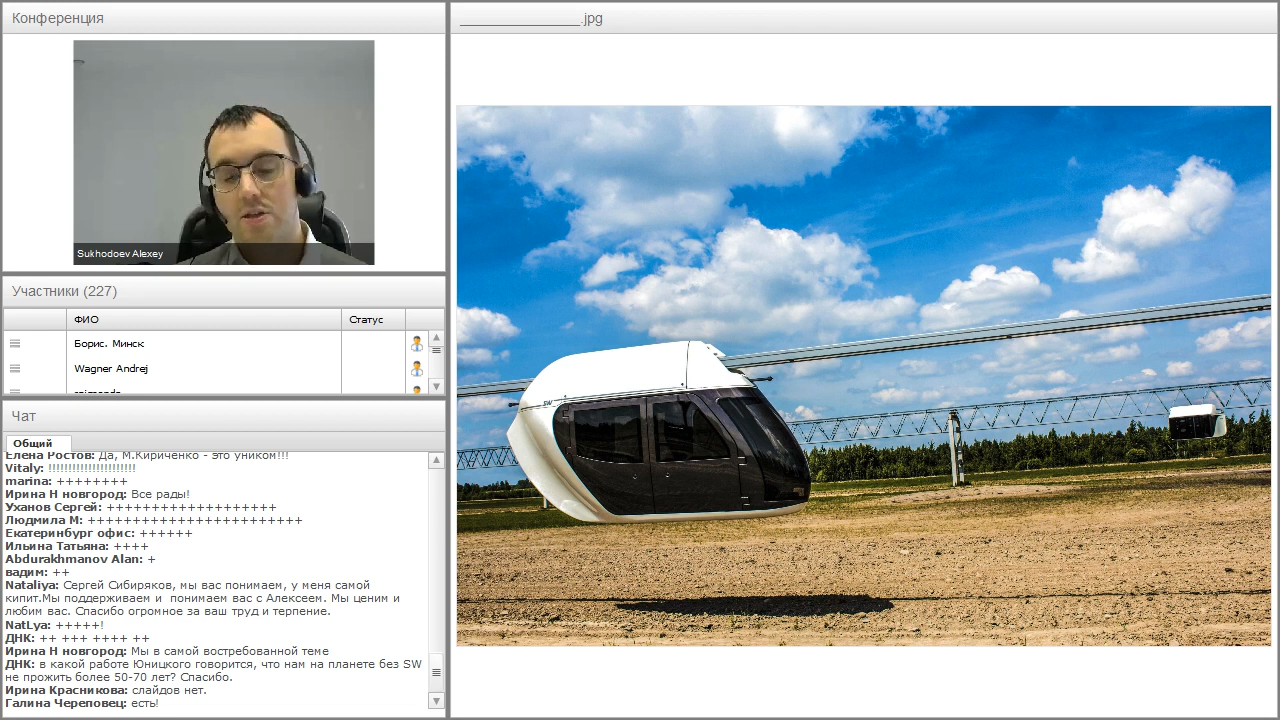 Конференция
________________.jpg
Sukhodoev Alexey
Участники (227)
ФИО
Статус
Борис. Минск
Wagner Andrej
Чат
Общий
Елена Ростов: Да, М.Кириченко - это уником!!!
Vitaly: !!!!!!!!!!!!!!!!!!!!!!
marina: ++++++++
Ирина Н новгород: Все рады!
Уханов Сергей: +++++++++++++++++++
Людмила М: ++++++++++++++++++++++++
Екатеринбург офис: ++++++
Ильина Татьяна: ++++
Abdurakhmanov Alan: +
вадим: ++
Nataliya: Сергей Сибиряков, мы вас понимаем, у меня самой
кипит.Мы поддерживаем и понимаем вас с Алексеем. Мы ценим и
любим вас. Спасибо огромное за ваш труд и терпение.
NatLya: +++++!
ДНК: ++ +++ ++++ ++
Ирина Н новгород: Мы в самой востребованной теме
ДНК: в какой работе Юницкого говорится, что нам на планете без SW
не прожить более 50-70 лет? Спасибо.
Ирина Красникова: слайдов нет.
Галина Череповец: есть!
SW